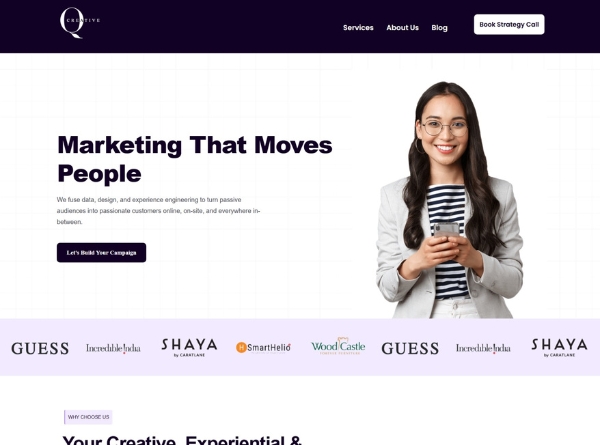 Q CREATIVE
Services About Us Blog Book Strategy Call
Marketing That Moves
People
We fuse data, design, and experience engineering to turn passive
audiences into passionate customers online, on-site, and everywhere in-
between.
Let's Build Your Campaign
GUESS Incredible !ndia SHAYA SmartHelio Wood Castle GUESS Incredible !ndia SHAYA
by CARATLANE by CARATLANE
WHY CHOOSE US
Your Creative, Experiential &